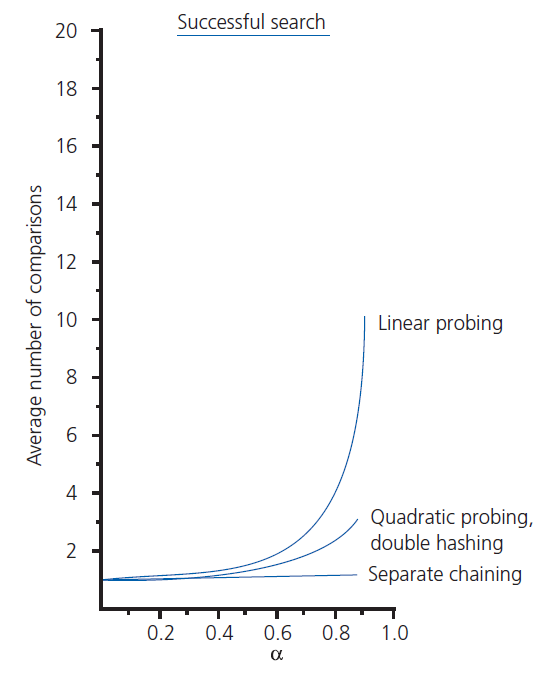 Successful search
20
18
16
14
12
10
8
6
4
2
Average number of comparisons
Linear probing
Quadratic probing,
double hashing
Separate chaining
0.2 0.4 0.6 0.8 1.0
α